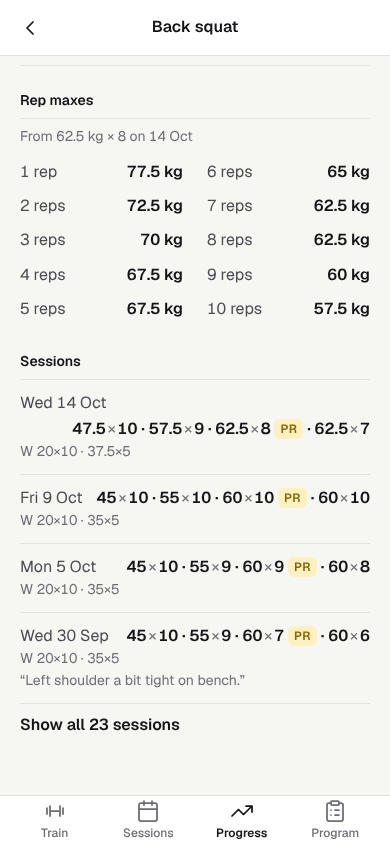 Back squat
Rep maxes
From 62.5 kg × 8 on 14 Oct
1 rep 77.5 kg 6 reps 65 kg
2 reps 72.5 kg 7 reps 62.5 kg
3 reps 70 kg 8 reps 62.5 kg
4 reps 67.5 kg 9 reps 60 kg
5 reps 67.5 kg 10 reps 57.5 kg
Sessions
Wed 14 Oct
47.5×10 · 57.5×9 · 62.5×8 PR · 62.5×7
W 20×10 · 37.5×5
Fri 9 Oct 45×10 · 55×10 · 60×10 PR · 60×10
W 20×10 · 35×5
Mon 5 Oct 45×10 · 55×9 · 60×9 PR · 60×8
W 20×10 · 35×5
Wed 30 Sep 45×10 · 55×9 · 60×7 PR · 60×6
W 20×10 · 35×5
“Left shoulder a bit tight on bench.”
Show all 23 sessions
Train Sessions Progress Program